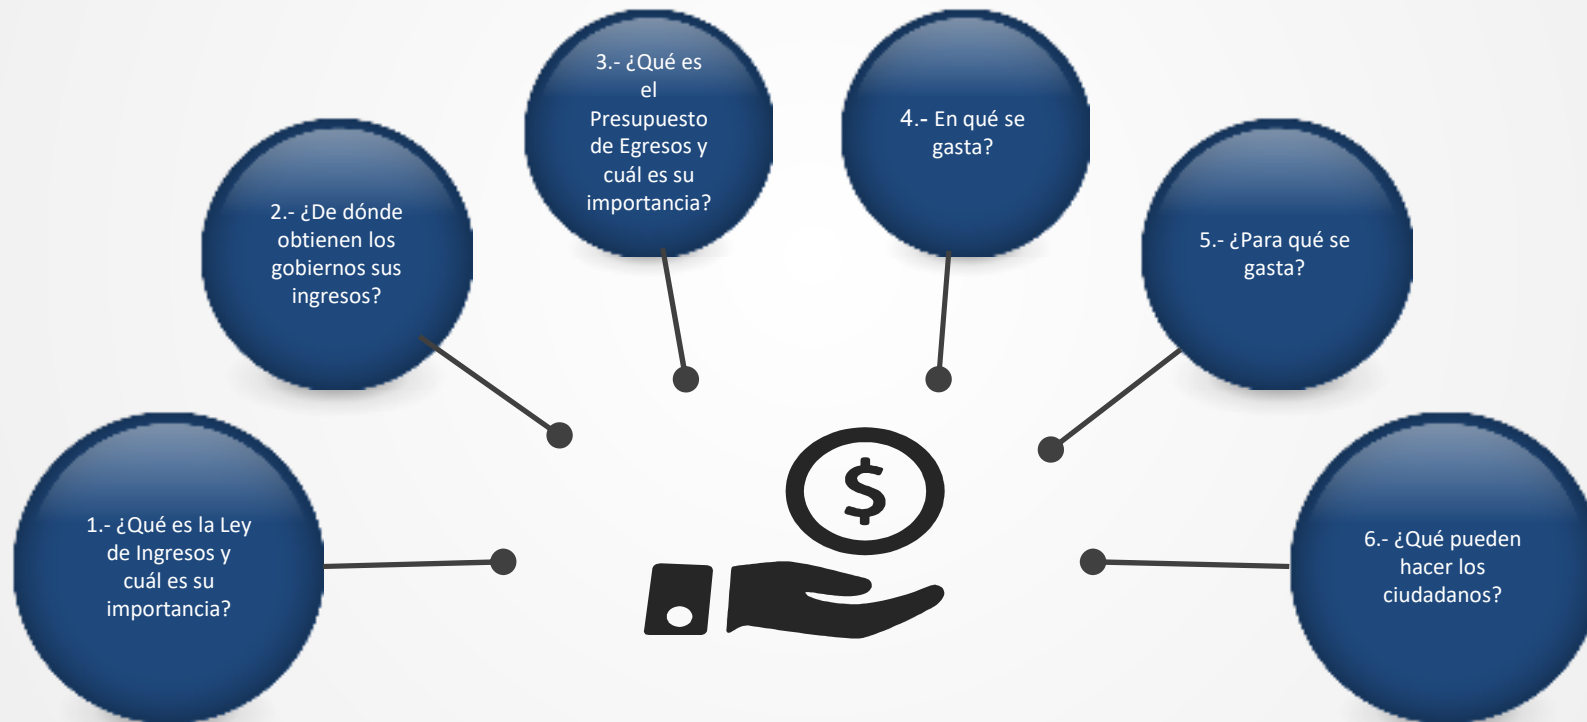 1.- ¿Qué es la Ley
de Ingresos y
cuál es su
importancia?
2.- ¿De dónde
obtienen los
gobiernos sus
ingresos?
3.- ¿Qué es
el
Presupuesto
de Egresos y
cuál es su
importancia?
4.- En qué se
gasta?
5.- ¿Para qué se
gasta?
6.- ¿Qué pueden
hacer los
ciudadanos?
$